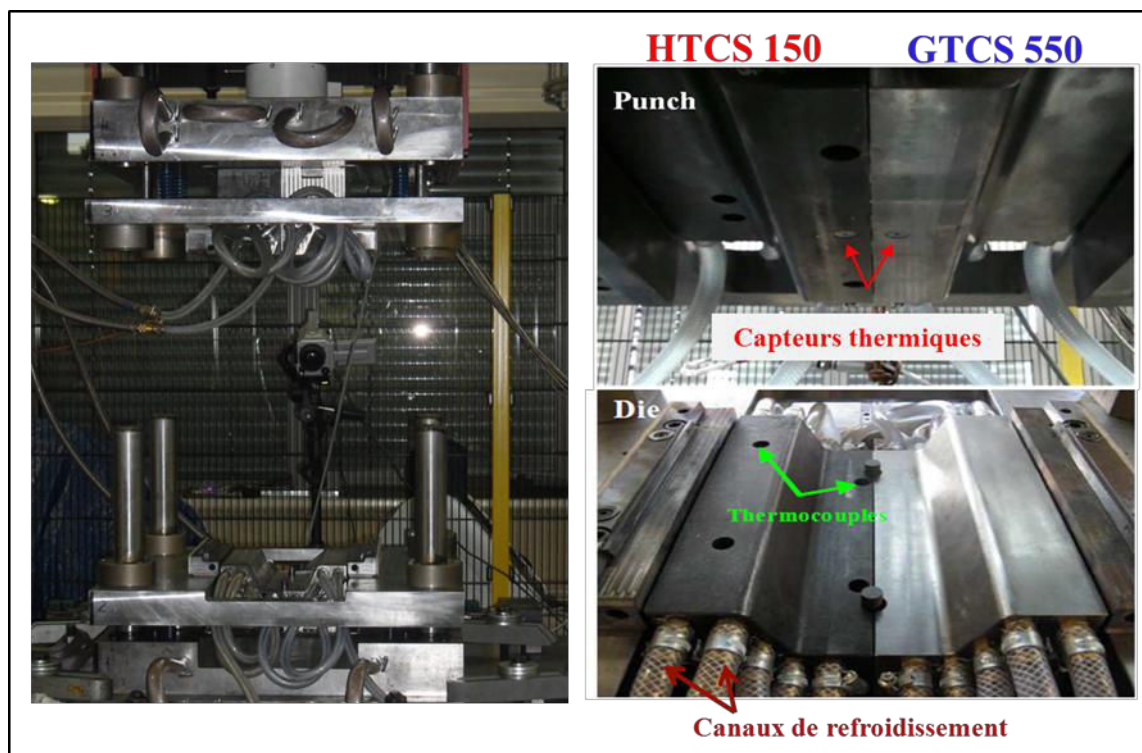 HTCS 150 GTCS 550
Punch
Capteurs thermiques
Die
Thermocouples
Canaux de refroidissement